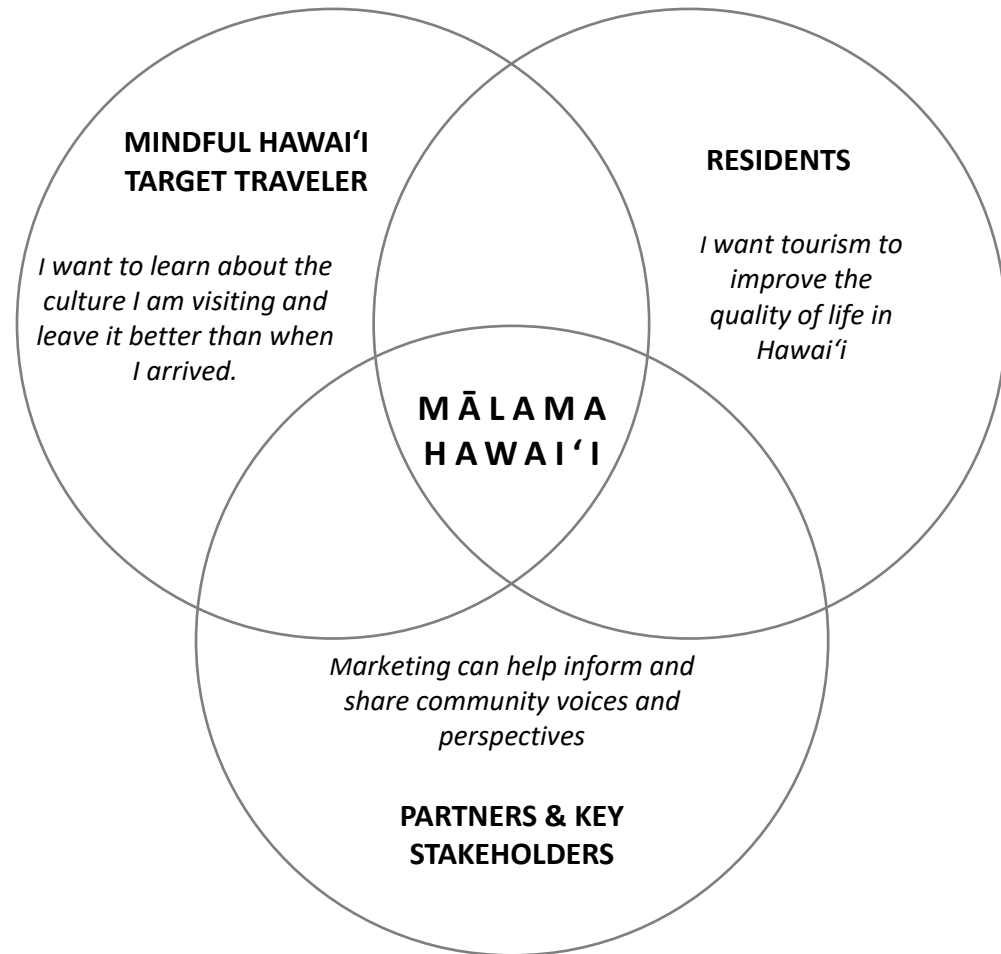 MINDFUL HAWAIʻI
TARGET TRAVELER
I want to learn about the
culture I am visiting and
leave it better than when
I arrived.
RESIDENTS
I want tourism to
improve the
quality of life in
Hawaiʻi
MĀLAMA
HAWAIʻI
Marketing can help inform and
share community voices and
perspectives
PARTNERS & KEY
STAKEHOLDERS